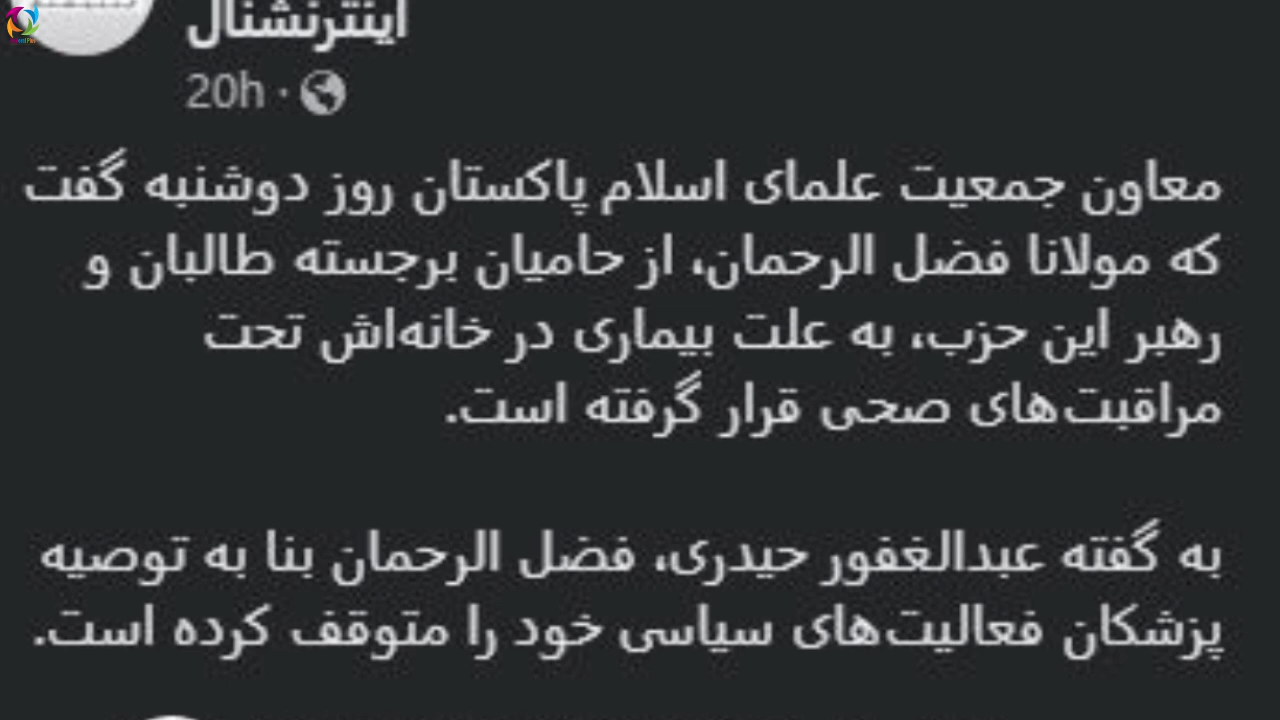 اینترنشنال
20h ·
معاون جمعیت علمای اسلام پاکستان روز دوشنبه گفت
که مولانا فضل الرحمان، از حامیان برجسته طالبان و
رهبر این حزب، به علت بیماری در خانه‌اش تحت
مراقبت‌های صحی قرار گرفته است.
به گفته عبدالغفور حیدری، فضل الرحمان بنا به توصیه
پزشکان فعالیت‌های سیاسی خود را متوقف کرده است.